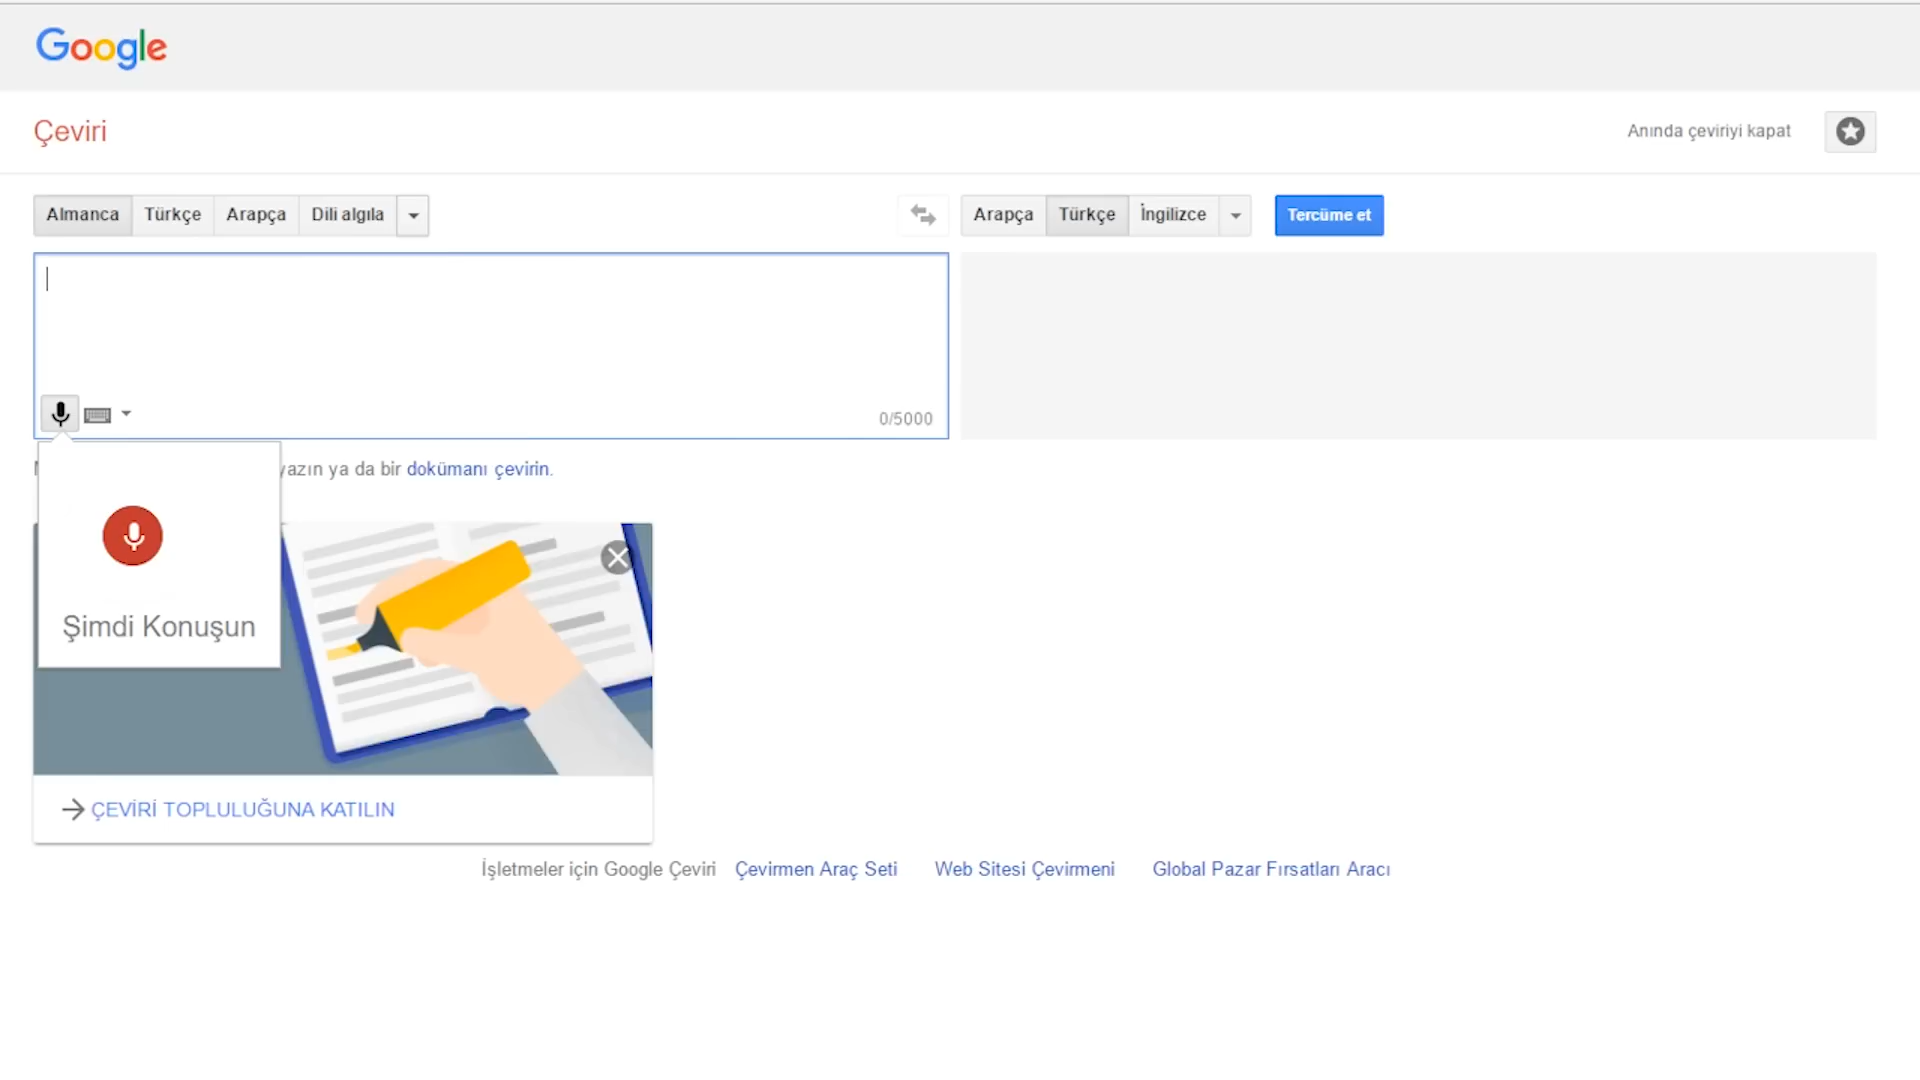 Google
Çeviri
Anında çeviriyi kapat
Almanca Türkçe Arapça Dili algıla
Arapça Türkçe İngilizce Tercüme et
0/5000
yazın ya da bir dokümanı çevirin.
Şimdi Konuşun
ÇEVİRİ TOPLULUĞUNA KATILIN
İşletmeler için Google Çeviri Çevirmen Araç Seti Web Sitesi Çevirmeni Global Pazar Fırsatları Aracı